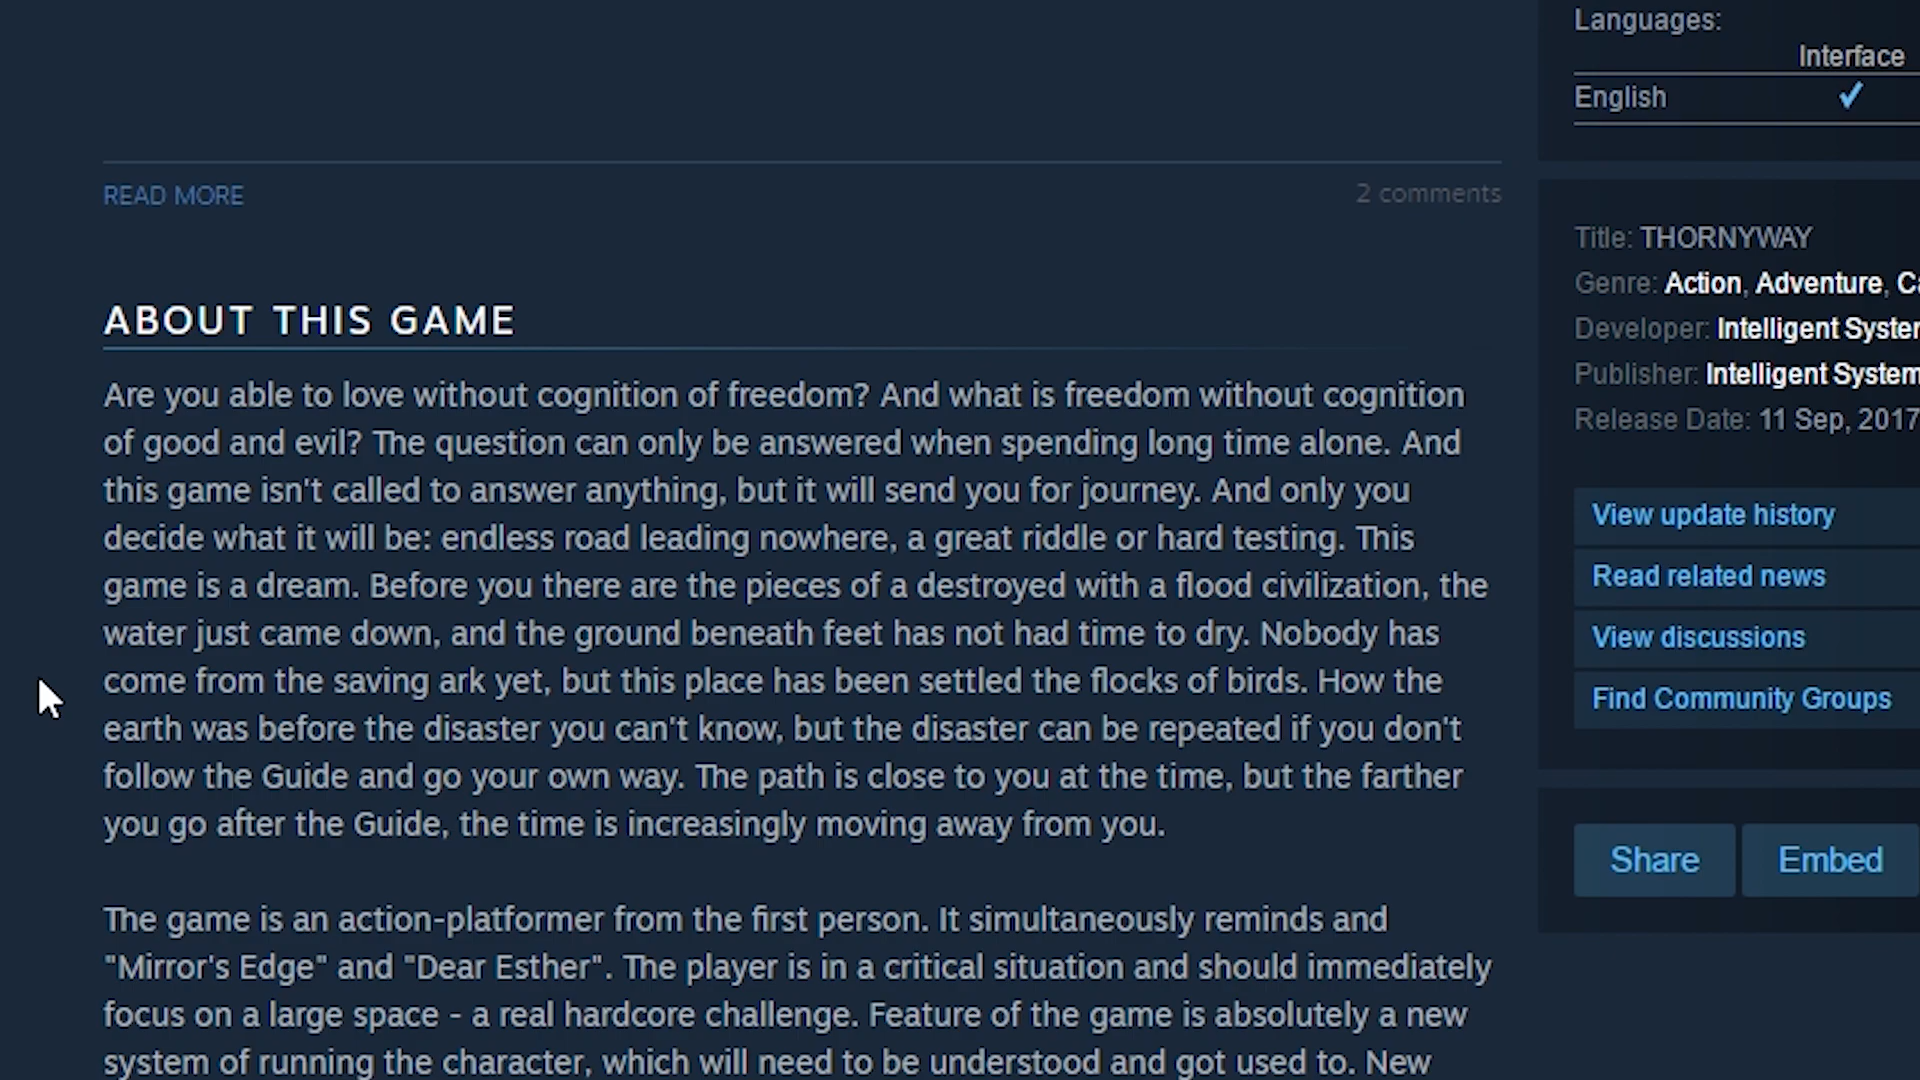 Languages:
Interface
English
READ MORE
2 comments
Title: THORNYWAY
Genre: Action, Adventure,
Developer: Intelligent
Publisher: Intelligent
Release Date: 11 Sep, 2017
ABOUT THIS GAME
Are you able to love without cognition of freedom? And what is freedom without cognition
of good and evil? The question can only be answered when spending long time alone. And
this game isn't called to answer anything, but it will send you for journey. And only you
decide what it will be: endless road leading nowhere, a great riddle or hard testing. This
game is a dream. Before you there are the pieces of a destroyed with a flood civilization, the
water just came down, and the ground beneath feet has not had time to dry. Nobody has
come from the saving ark yet, but this place has been settled the flocks of birds. How the
earth was before the disaster you can't know, but the disaster can be repeated if you don't
follow the Guide and go your own way. The path is close to you at the time, but the farther
you go after the Guide, the time is increasingly moving away from you.
The game is an action-platformer from the first person. It simultaneously reminds and
"Mirror's Edge" and "Dear Esther". The player is in a critical situation and should immediately
focus on a large space - a real hardcore challenge. Feature of the game is absolutely a new
system of running the character, which will need to be understood and got used to. New
View update history
Read related news
View discussions
Find Community Groups
Share
Embed